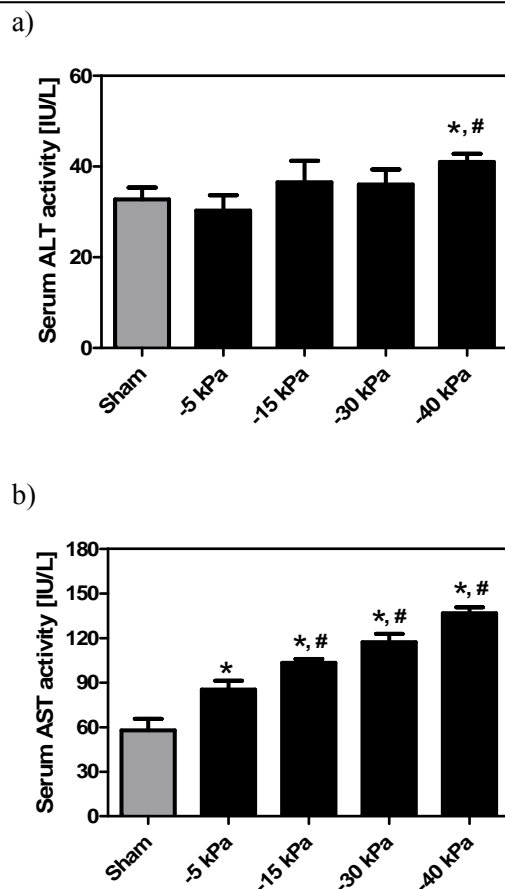 a)
Serum ALT activity [IU/L]
60
40
20
0
*, #
Sham
-5 kPa
-15 kPa
-30 kPa
-40 kPa
b)
Serum AST activity [IU/L]
180
150
120
90
60
30
0
*
*, #
*, #
*, #
Sham
-5 kPa
-15 kPa
-30 kPa
-40 kPa